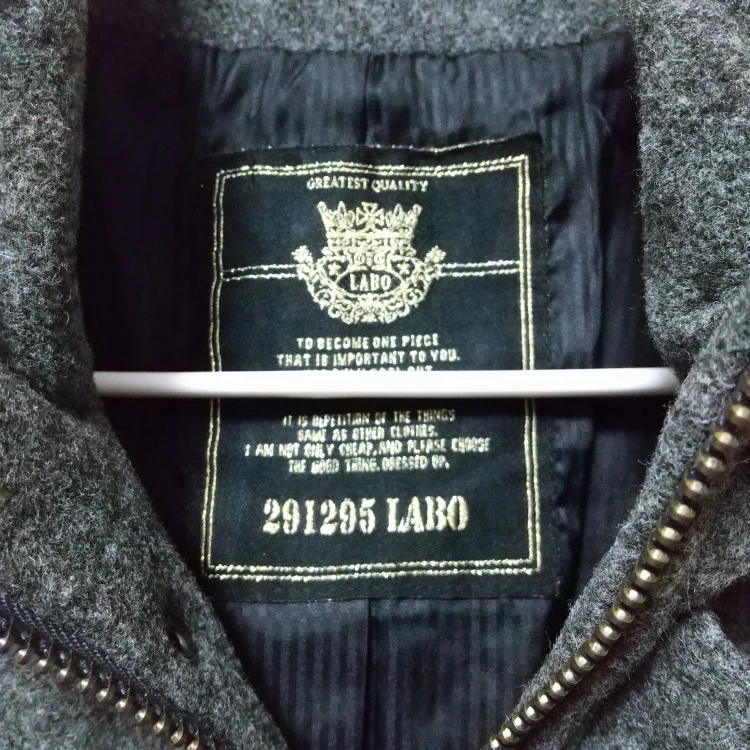 GREATEST QUALITY
LABO
TO BECOME ONE PIECE
THAT IS IMPORTANT TO YOU.
IT IS REPETITION OF THE THINGS
SAME AS OTHER CLOTHES.
I AM NOT ONLY CHEAP, AND PLEASE CHOOSE
THE GOOD THING. DRESSED UP.
291295 LABO